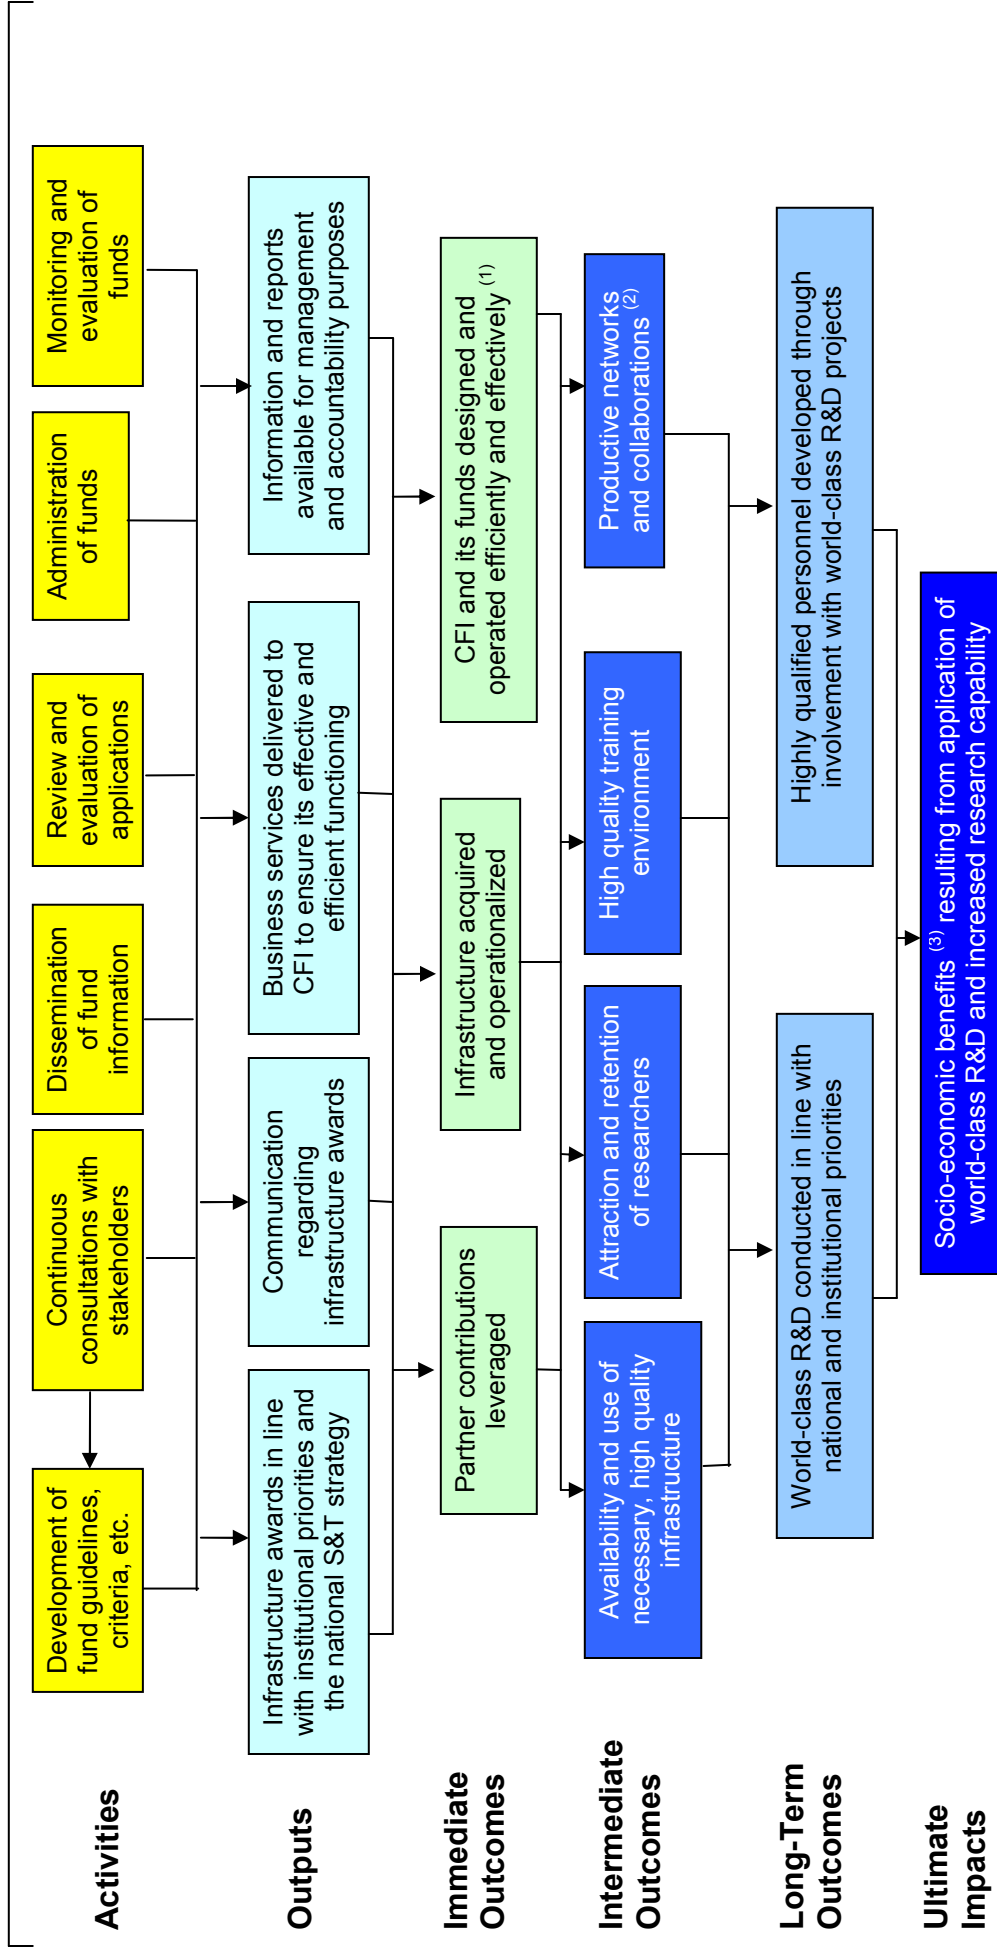 Activities
Development of
fund guidelines,
criteria, etc.
Continuous
consultations with
stakeholders
Dissemination
of fund
information
Review and
evaluation of
applications
Administration
of funds
Monitoring and
evaluation of
funds
Outputs
Infrastructure awards in line
with institutional priorities and
the national S&T strategy
Communication
regarding
infrastructure awards
Business services delivered to
CFI to ensure its effective and
efficient functioning
Information and reports
available for management
and accountability purposes
Immediate
Outcomes
Partner contributions
leveraged
Infrastructure acquired
and operationalized
CFI and its funds designed and
operated efficiently and effectively (1)
Intermediate
Outcomes
Availability and use of
necessary, high quality
infrastructure
Attraction and retention
of researchers
High quality training
environment
Productive networks
and collaborations (2)
Long-Term
Outcomes
World-class R&D conducted in line with
national and institutional priorities
Highly qualified personnel developed through
involvement with world-class R&D projects
Ultimate
Impacts
Socio-economic benefits (3) resulting from application of
world-class R&D and increased research capability